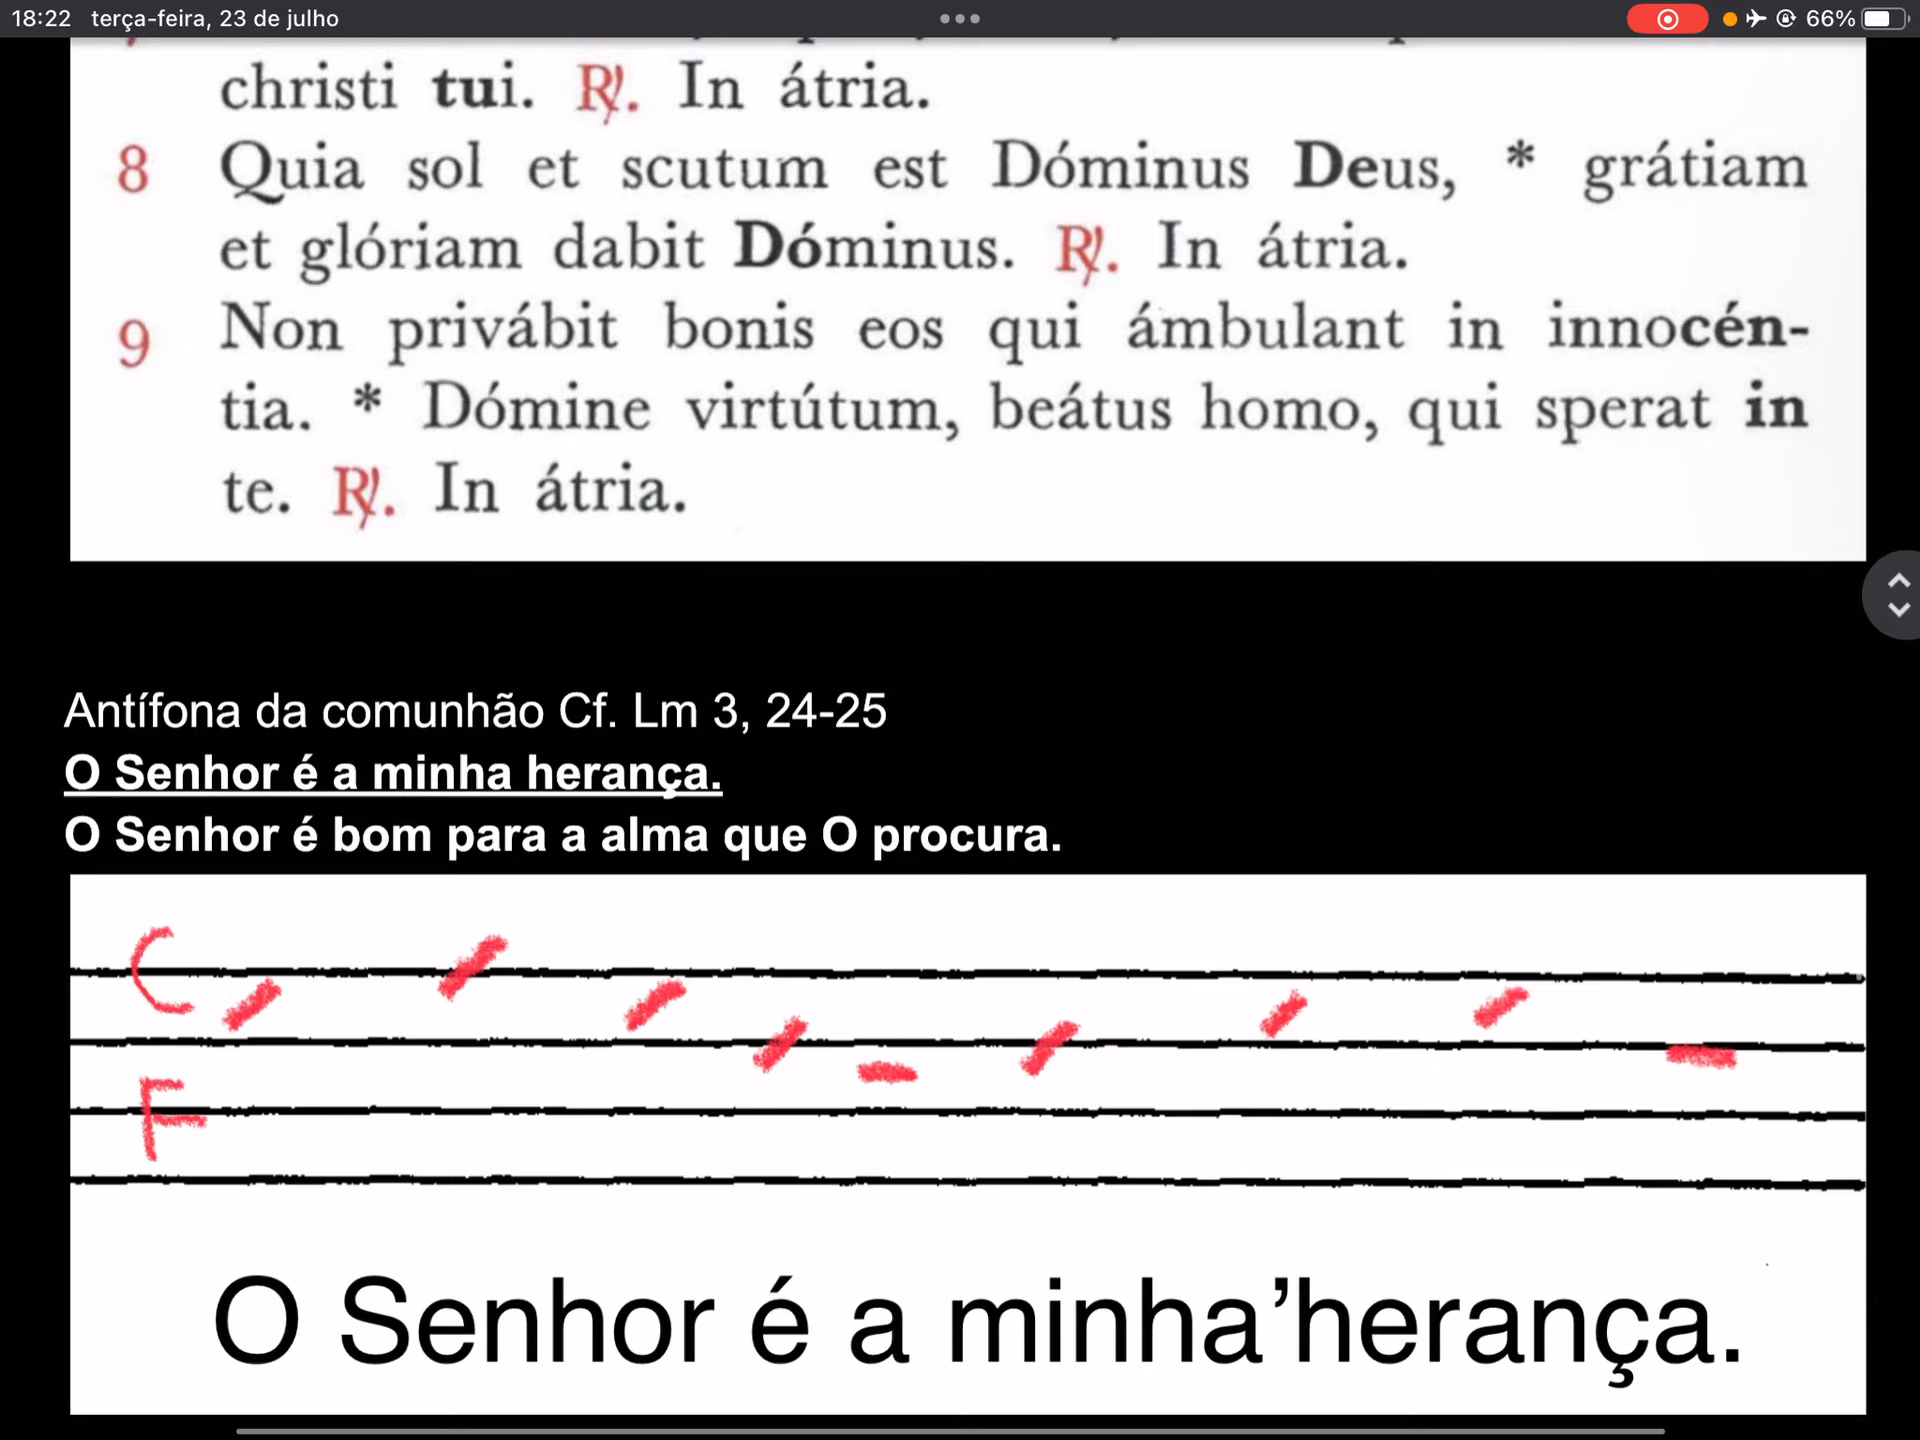 18:22 terça-feira, 23 de julho 66%
christi tui. ℟. In átria.
8 Quia sol et scutum est Dóminus Deus, * grátiam
et glóriam dabit Dóminus. ℟. In átria.
9 Non privábit bonis eos qui ámbulant in innocén-
tia. * Dómine virtútum, beátus homo, qui sperat in
te. ℟. In átria.
Antífona da comunhão Cf. Lm 3, 24-25
O Senhor é a minha herança.
O Senhor é bom para a alma que O procura.
C
F
O Senhor é a minha’herança.